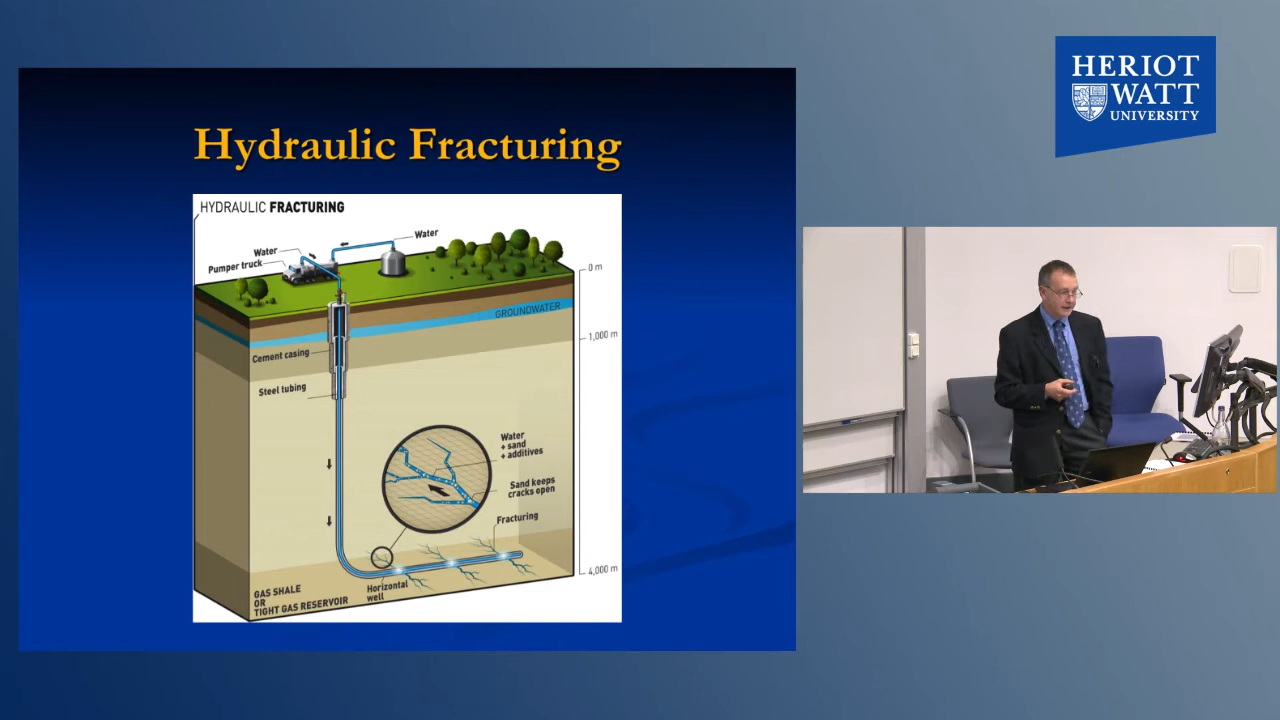 HERIOT
WATT
UNIVERSITY
Hydraulic Fracturing
HYDRAULIC FRACTURING
Water
Water
Pumper truck
0 m
GROUNDWATER
1,000 m
Cement casing
Steel tubing
Water
+ sand
+ additives
Sand keeps
cracks open
Fracturing
4,000 m
Horizontal
well
GAS SHALE
OR
TIGHT GAS RESERVOIR